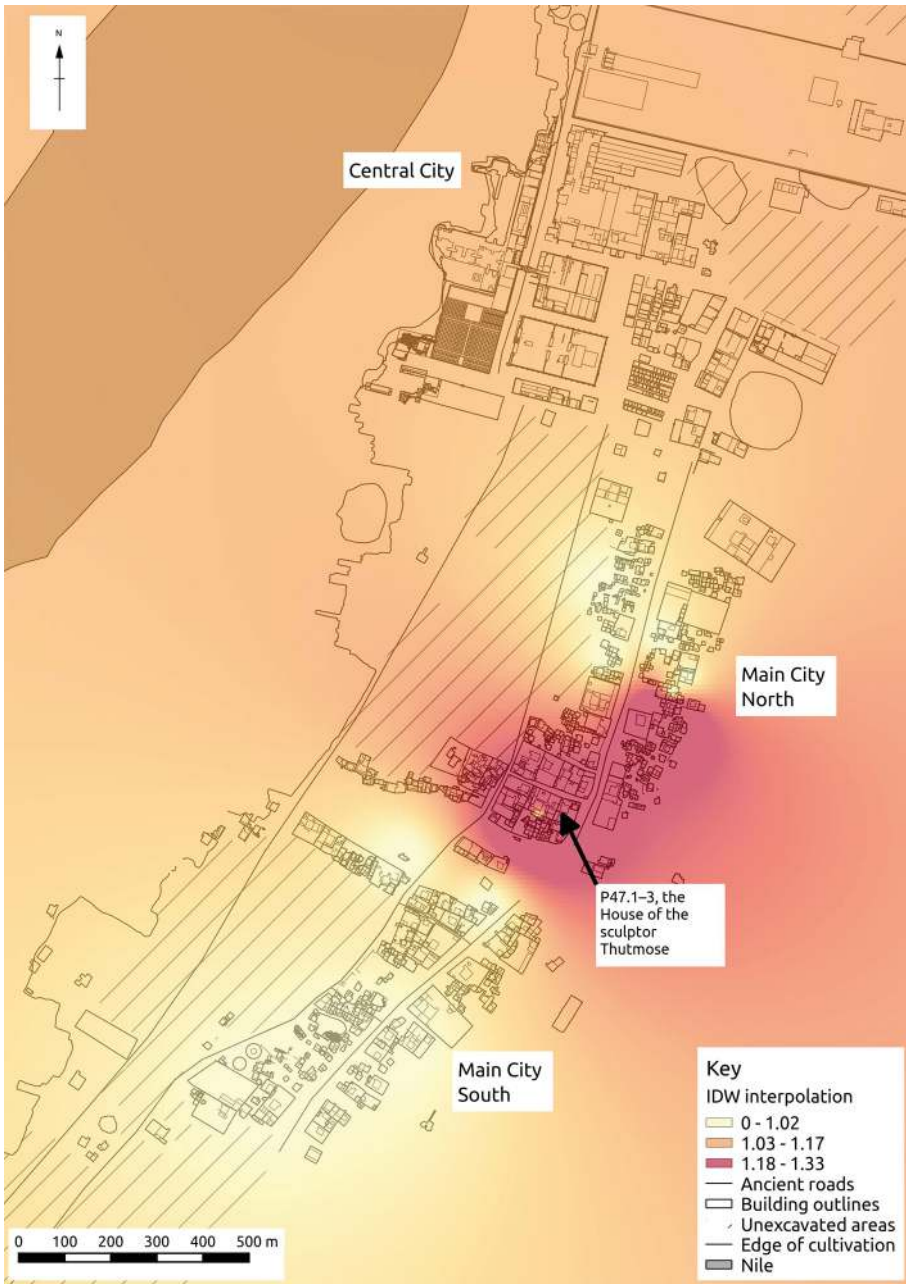 N
Central City
Main City
North
P47.1–3, the
House of the
sculptor
Thutmose
Main City
South
Key
IDW interpolation
0 - 1.02
1.03 - 1.17
1.18 - 1.33
Ancient roads
Building outlines
Unexcavated areas
Edge of cultivation
Nile
0 100 200 300 400 500 m